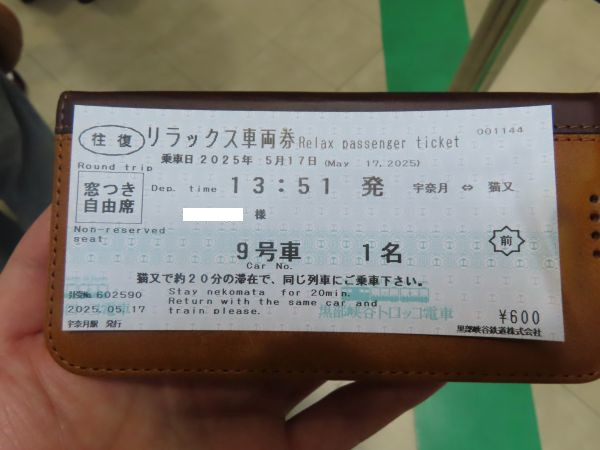 往復 リラックス車両券 Relax passenger ticket 001144
Round trip 乗車日 2025年 5月17日 (May 17,2025)
窓つき自由席 Dep. time 13:51 発 宇奈月 ⇔ 猫又
様
Non-reserved seat
9号車 1名 前
Car No.
猫又で約20分の滞在で、同じ列車にご乗車下さい。
Stay nekomata for 20min.
602590
Return with the same car and
2025.05.17
train please.
黒部峡谷トロッコ電車 ¥600
宇奈月駅 発行 黒部峡谷鉄道株式会社